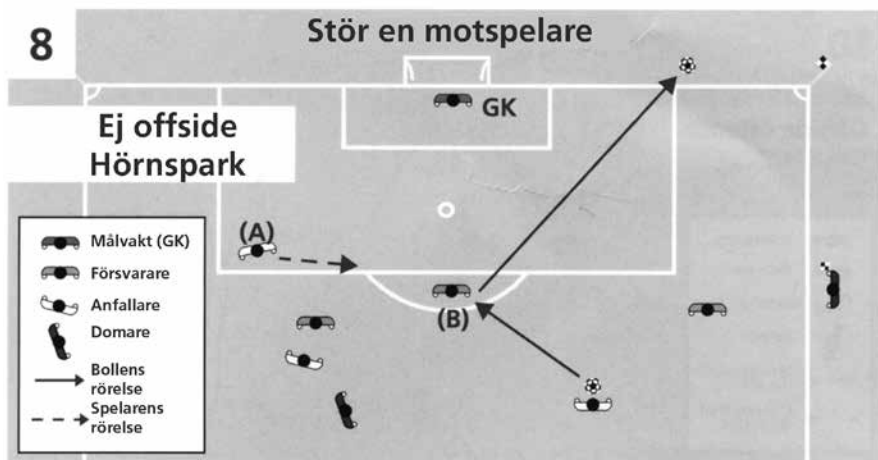 8
Stör en motspelare
Ej offside
Hörnspark
GK
(A)
(B)
Målvakt (GK)
Försvarare
Anfallare
Domare
Bollens
rörelse
Spelarens
rörelse